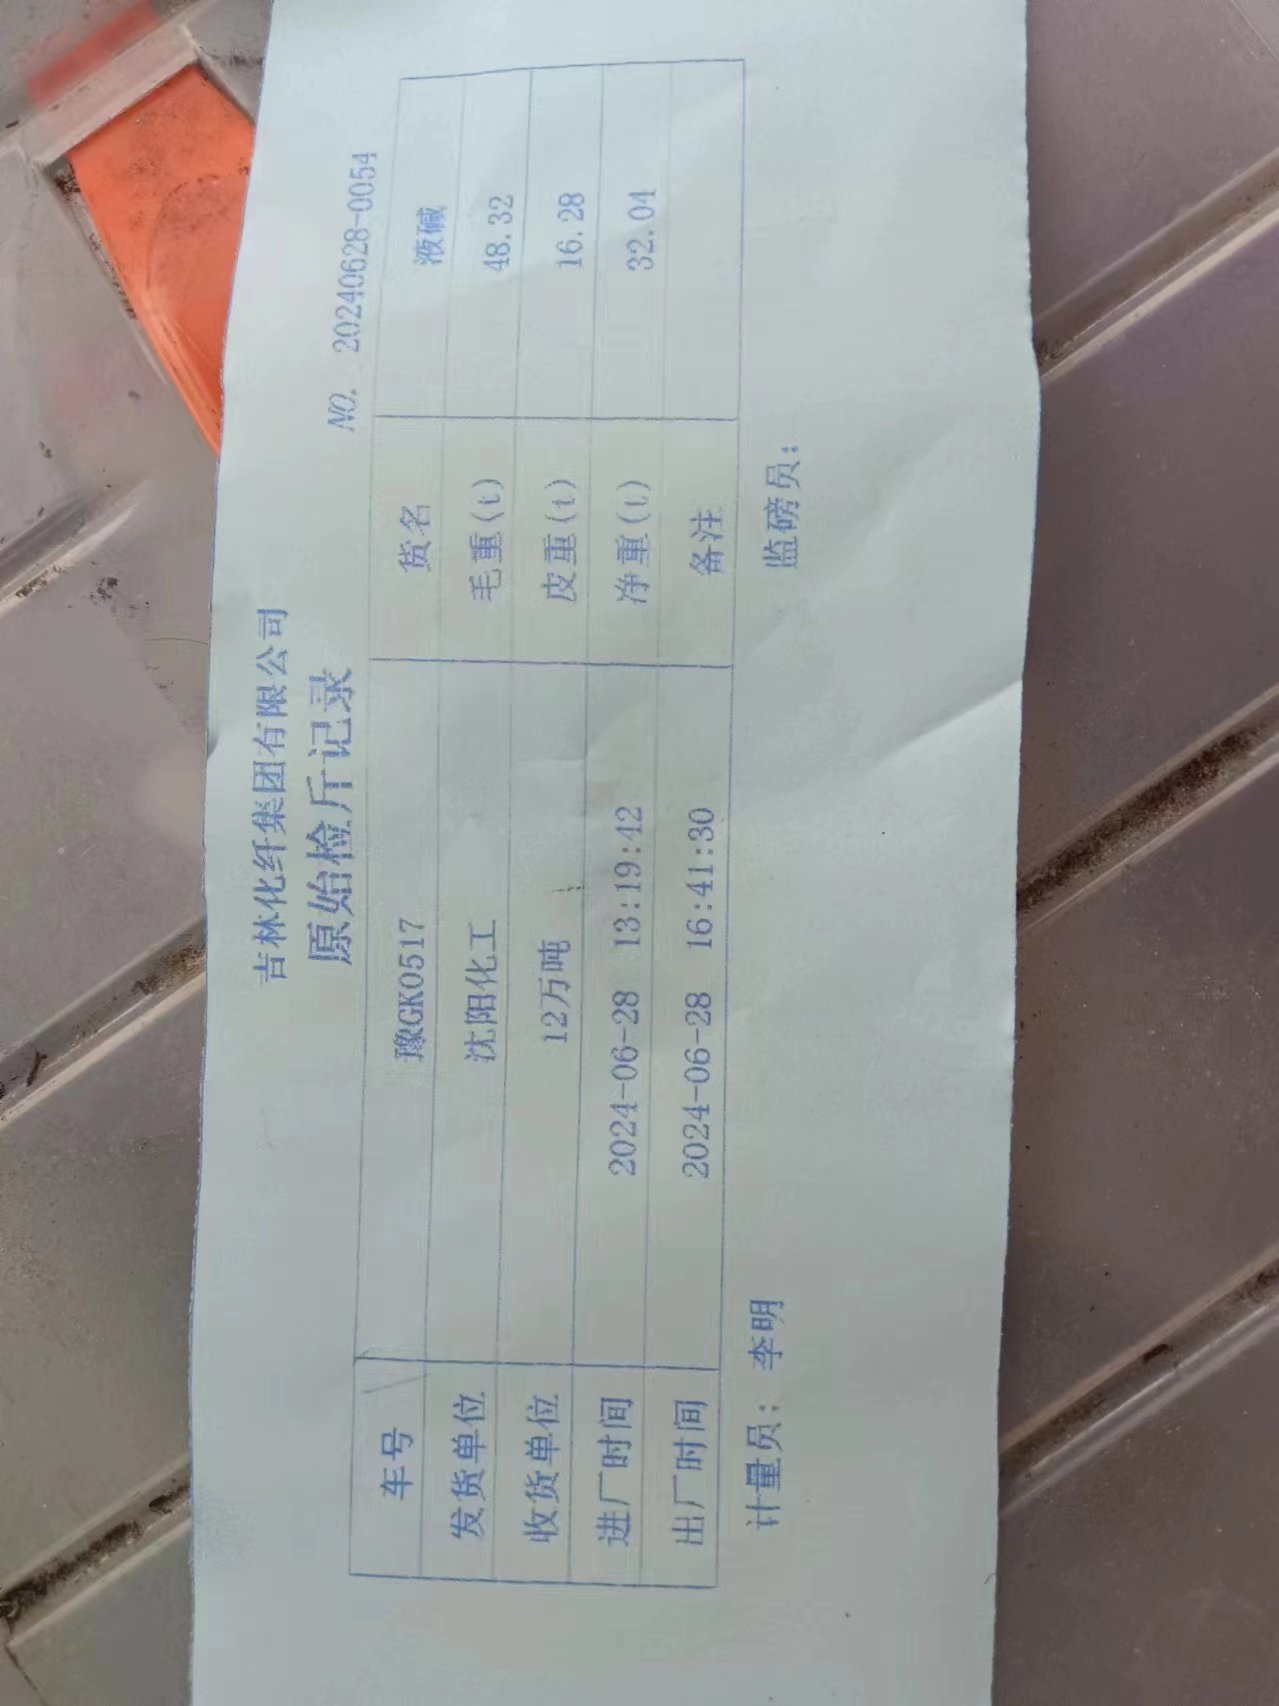 吉林化纤集团有限公司
原始检斤记录
NO. 20240628-0054
车号 豫GK0517 货名 液碱
发货单位 沈阳化工 毛重(t) 48.32
收货单位 12万吨 皮重(t) 16.28
进厂时间 2024-06-28 13:19:42 净重(t) 32.04
出厂时间 2024-06-28 16:41:30 备注
计量员: 李明 监磅员: